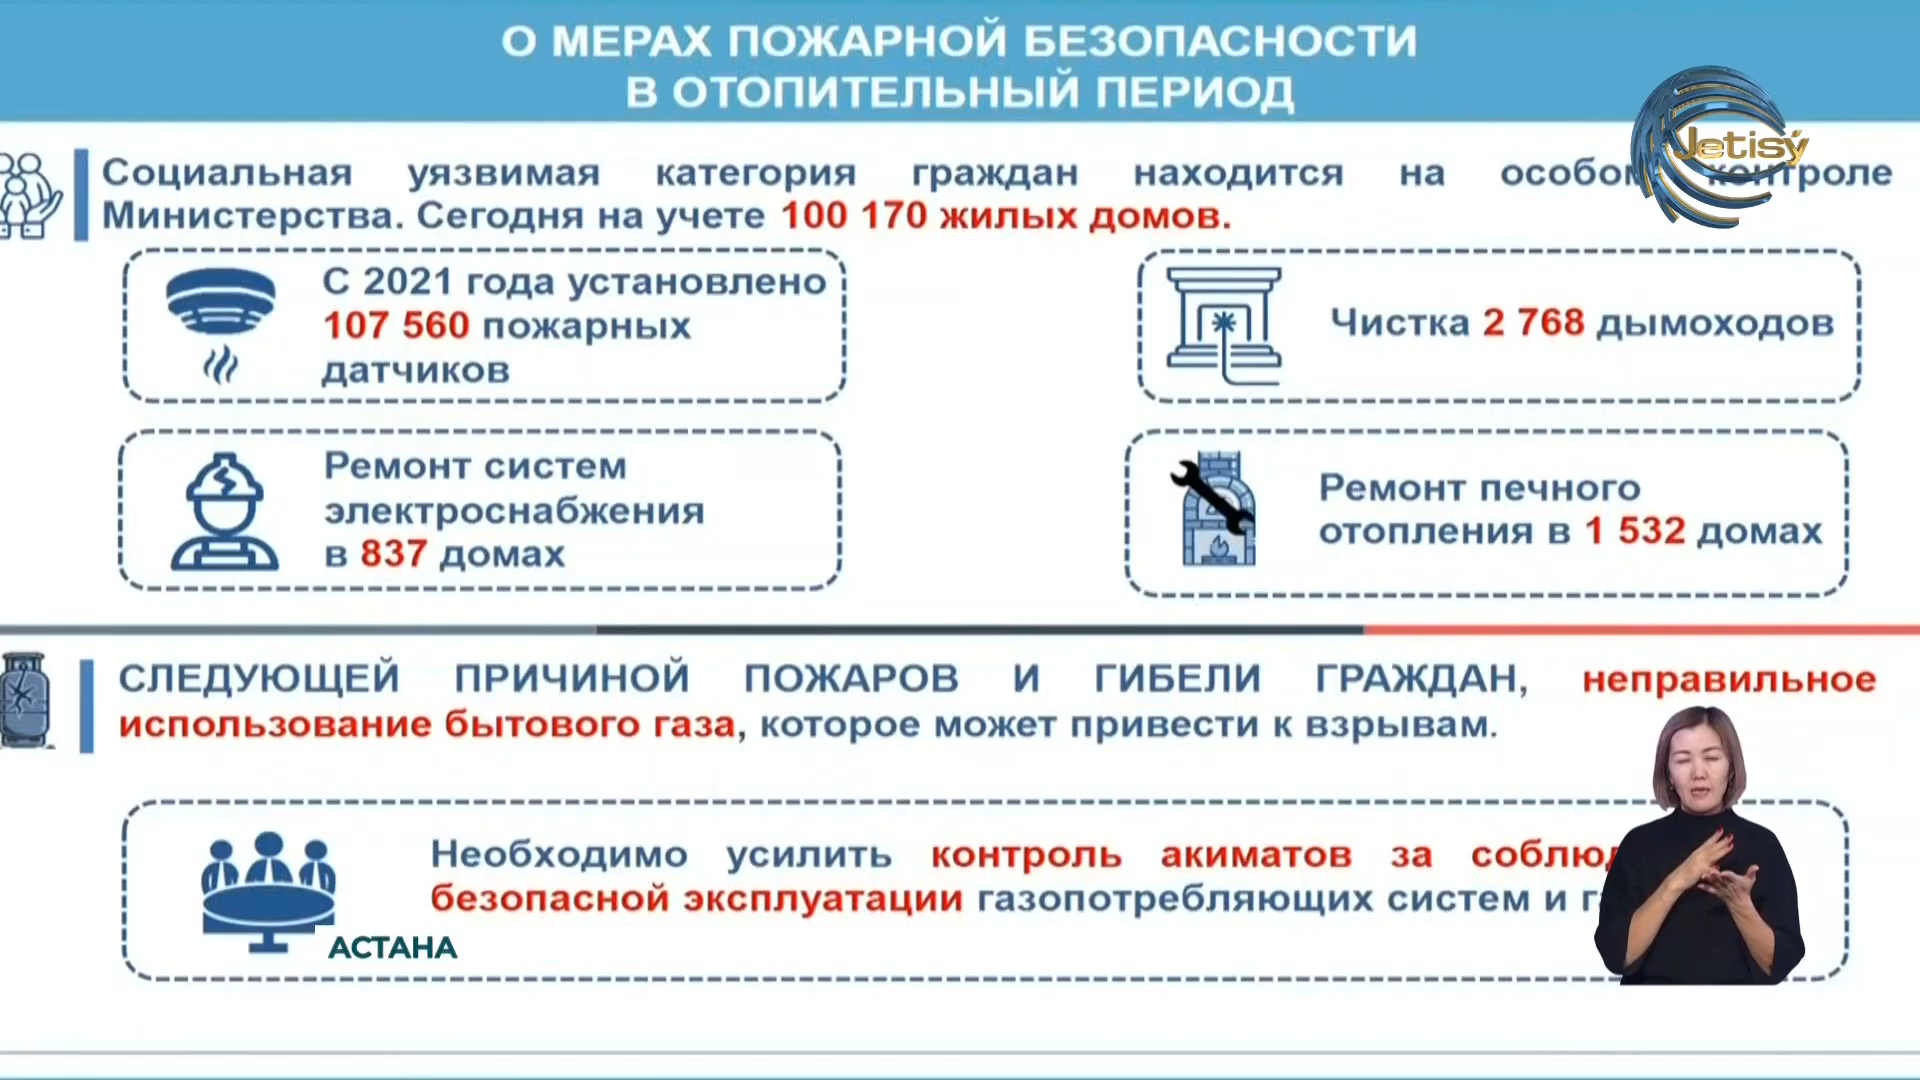 О МЕРАХ ПОЖАРНОЙ БЕЗОПАСНОСТИ
В ОТОПИТЕЛЬНЫЙ ПЕРИОД
Jetisý
Социальная уязвимая категория граждан находится на особом контроле
Министерства. Сегодня на учете 100 170 жилых домов.
С 2021 года установлено
107 560 пожарных
датчиков
Чистка 2 768 дымоходов
Ремонт систем
электроснабжения
в 837 домах
Ремонт печного
отопления в 1 532 домах
СЛЕДУЮЩЕЙ ПРИЧИНОЙ ПОЖАРОВ И ГИБЕЛИ ГРАЖДАН, неправильное
использование бытового газа, которое может привести к взрывам.
Необходимо усилить контроль акиматов за
безопасной эксплуатации газопотребляющих систем и
АСТАНА